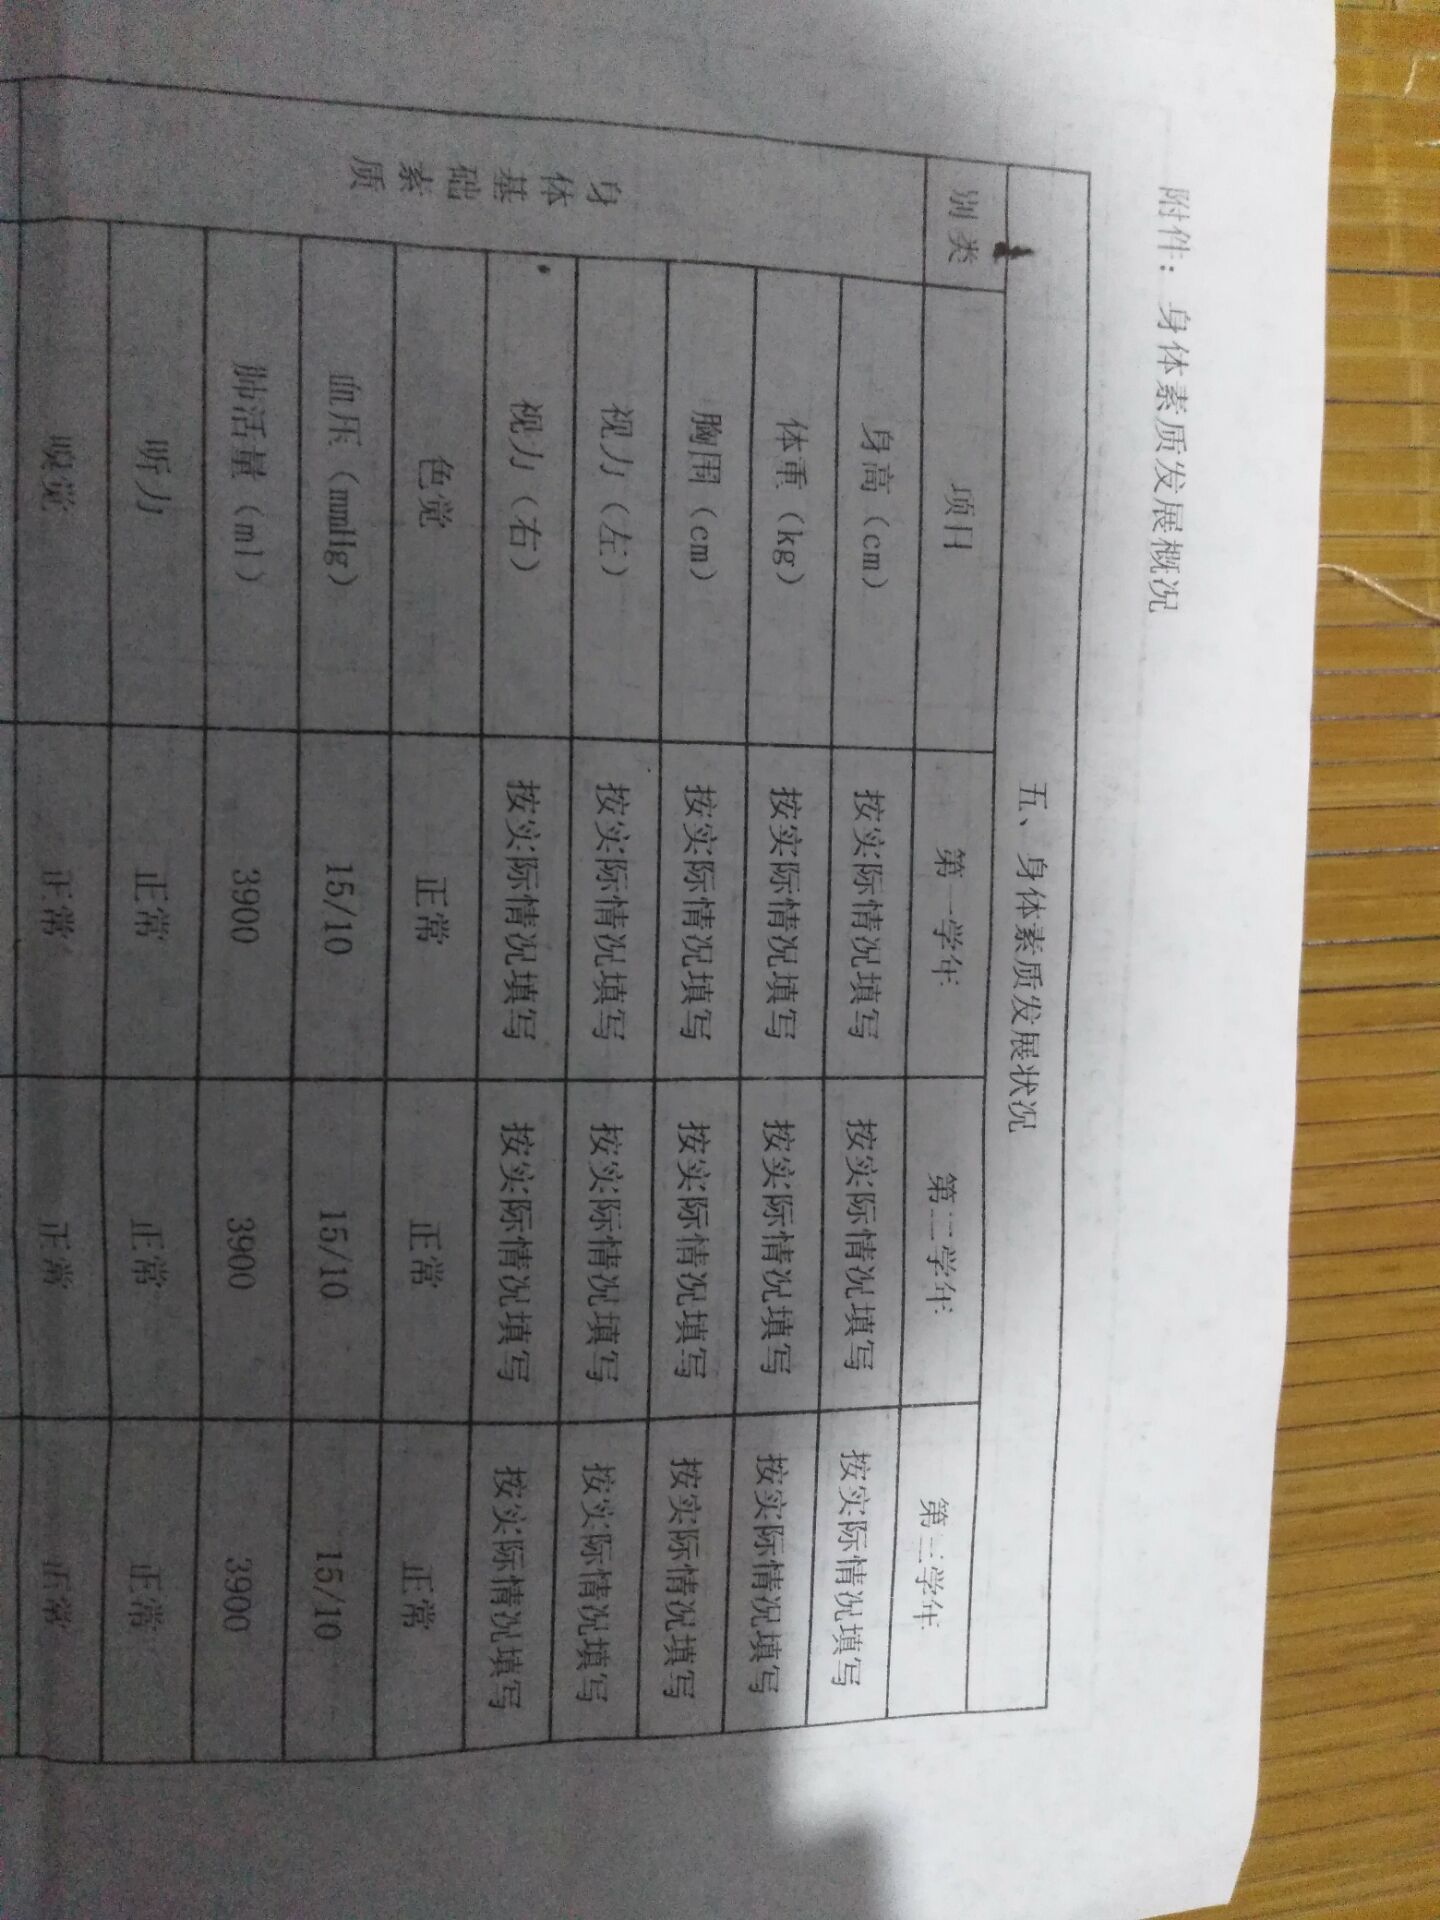 附件：身体素质发展概况
五、身体素质发展状况
别类 项目 第一学年 第二学年 第三学年
身体基础素质
身高（cm） 按实际情况填写 按实际情况填写 按实际情况填写
体重（kg） 按实际情况填写 按实际情况填写 按实际情况填写
胸围（cm） 按实际情况填写 按实际情况填写 按实际情况填写
视力（左） 按实际情况填写 按实际情况填写 按实际情况填写
视力（右） 按实际情况填写 按实际情况填写 按实际情况填写
色觉 正常 正常 正常
血压（mmHg） 15/10 15/10 15/10
肺活量（ml） 3900 3900 3900
听力 正常 正常 正常
嗅觉 正常 正常 正常